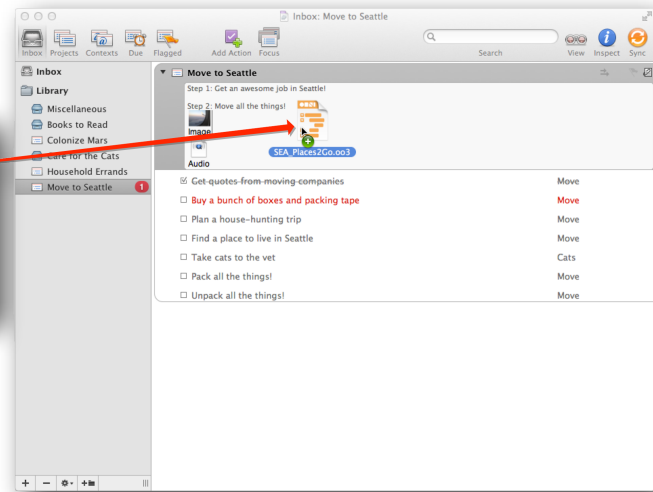 Inbox: Move to Seattle
Inbox Projects Contexts Due Flagged Add Action Focus Search View Inspect Sync
Inbox
Library
Miscellaneous
Books to Read
Colonize Mars
Care for the Cats
Household Errands
Move to Seattle 1
Move to Seattle
Step 1: Get an awesome job in Seattle!
Step 2: Move all the things!
Image
SEA_Places2Go.oo3
Audio
Get quotes from moving companies Move
Buy a bunch of boxes and packing tape Move
Plan a house-hunting trip Move
Find a place to live in Seattle Move
Take cats to the vet Cats
Pack all the things! Move
Unpack all the things! Move